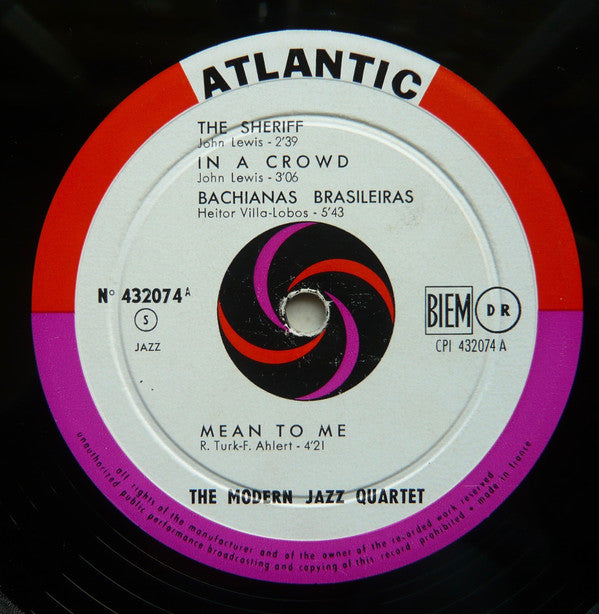 ATLANTIC
THE SHERIFF
John Lewis - 2'39
IN A CROWD
John Lewis - 3'06
BACHIANAS BRASILEIRAS
Heitor Villa-Lobos - 5'43
N° 432074 A
S
JAZZ
BIEM
D R
CPI 432074 A
MEAN TO ME
R. Turk-F. Ahlert - 4'21
THE MODERN JAZZ QUARTET
all rights of the manufacturer and of the owner of the re.orded work reserved
unauthorized public performance broadcasting and copying of this record prohibited • made in france